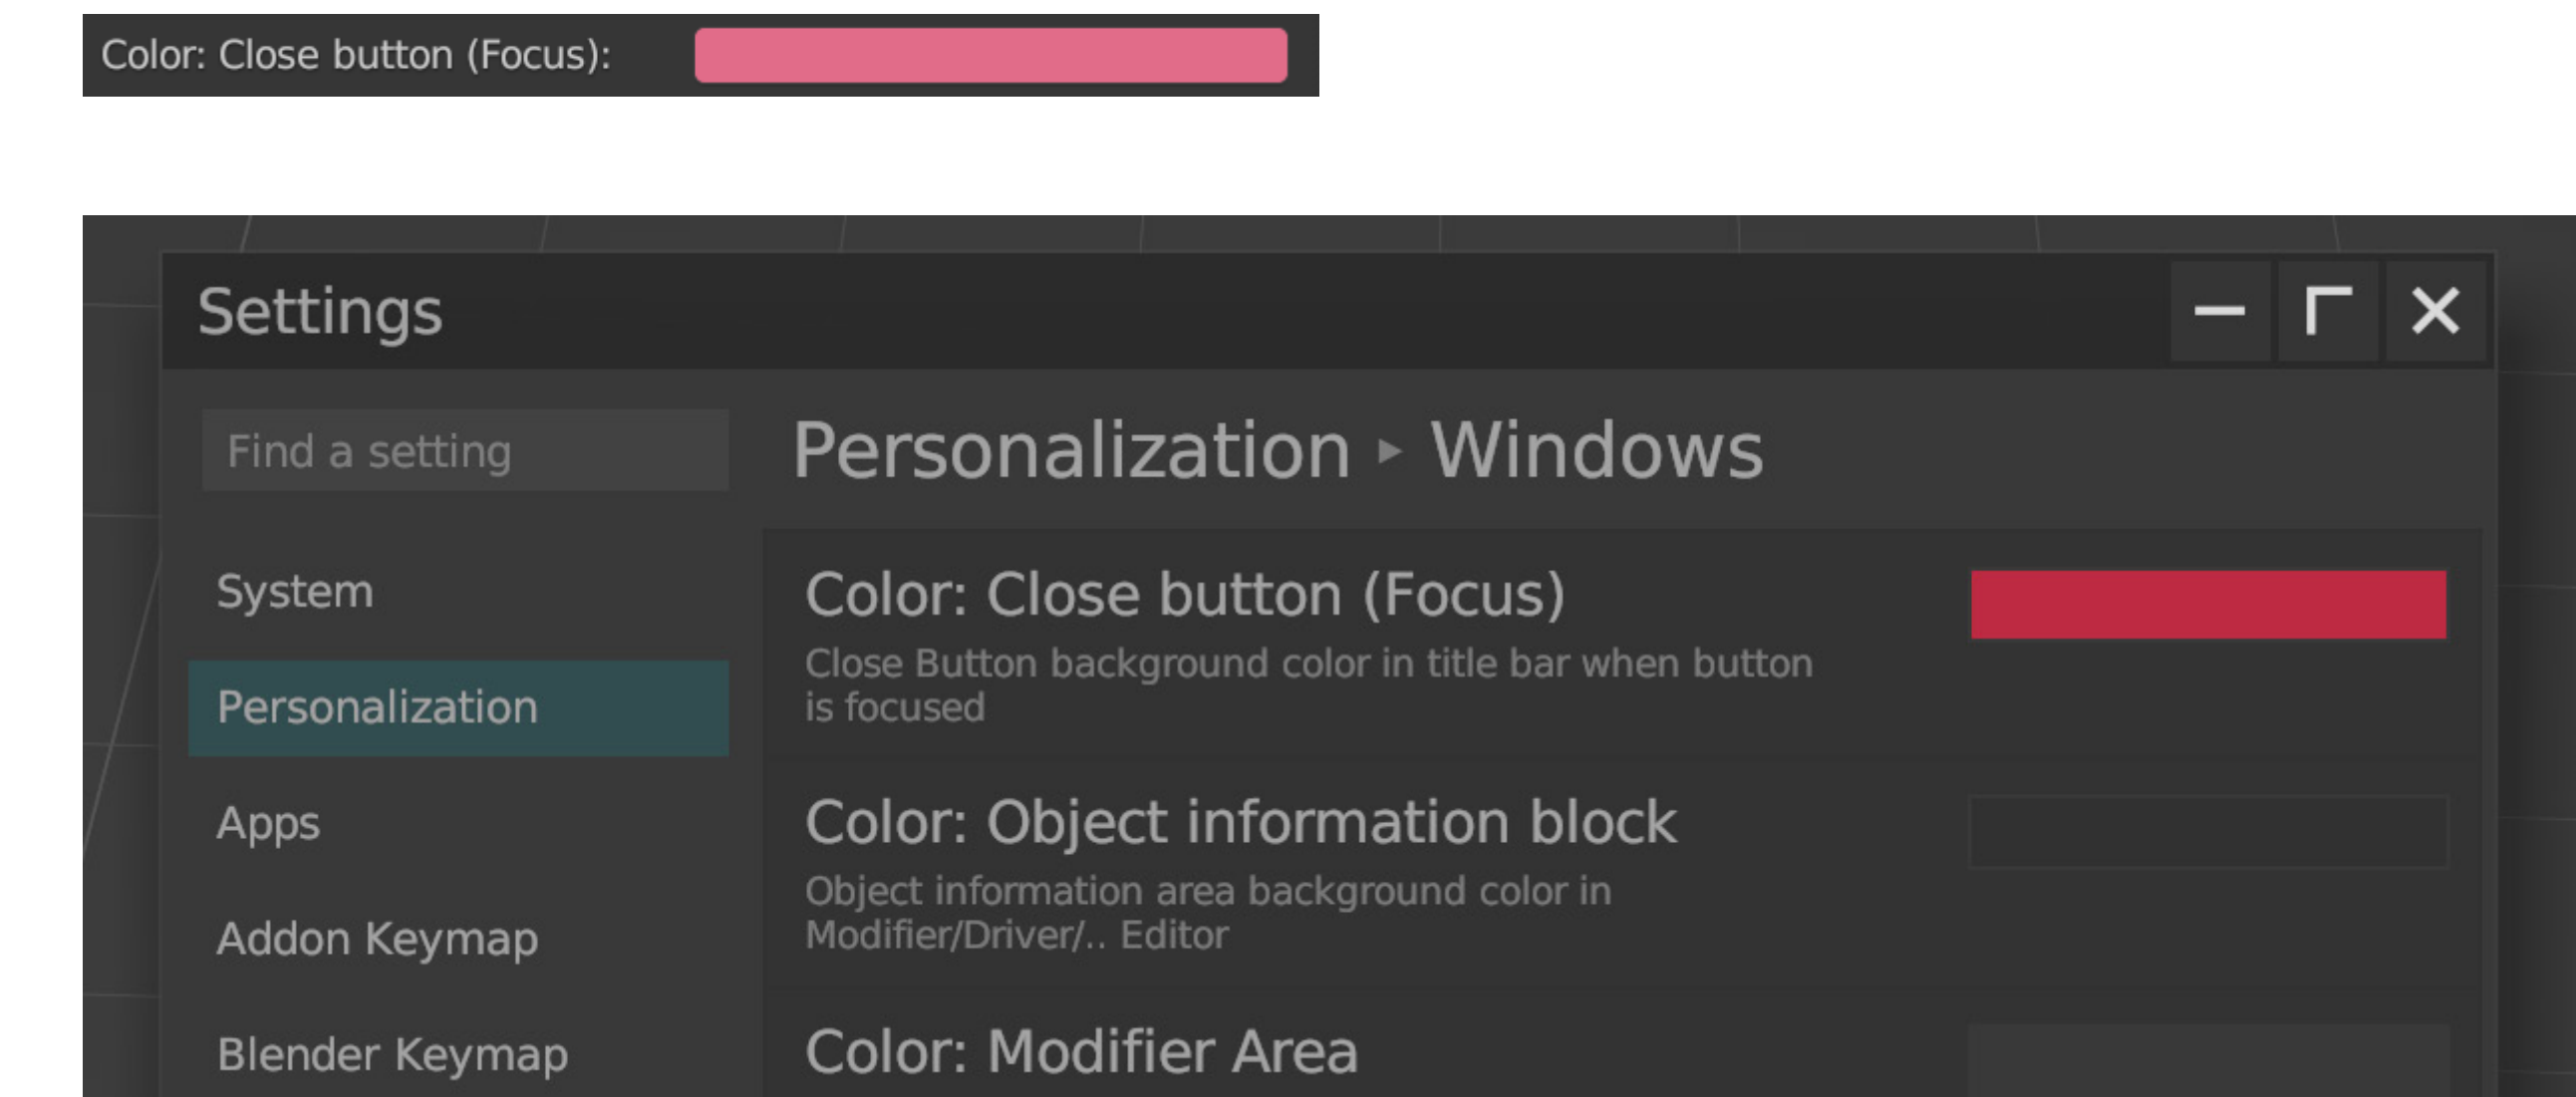 Color: Close button (Focus):
Settings
Find a setting
Personalization ▸ Windows
System
Personalization
Apps
Addon Keymap
Blender Keymap
Color: Close button (Focus)
Close Button background color in title bar when button
is focused
Color: Object information block
Object information area background color in
Modifier/Driver/.. Editor
Color: Modifier Area